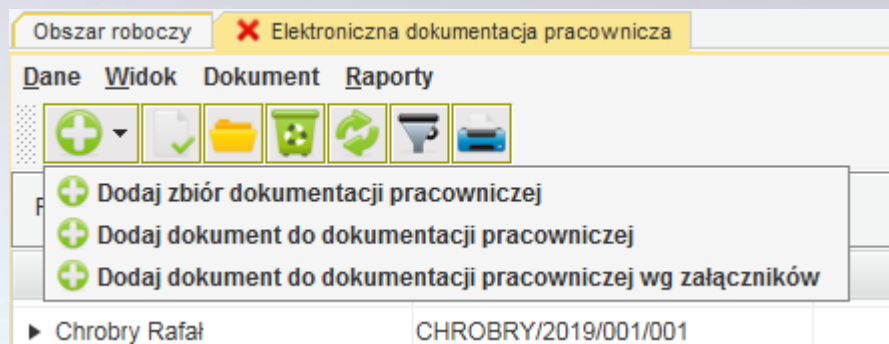 Obszar roboczy Elektroniczna dokumentacja pracownicza
Dane Widok Dokument Raporty
Dodaj zbiór dokumentacji pracowniczej
Dodaj dokument do dokumentacji pracowniczej
Dodaj dokument do dokumentacji pracowniczej wg załączników
Chrobry Rafał CHROBRY/2019/001/001